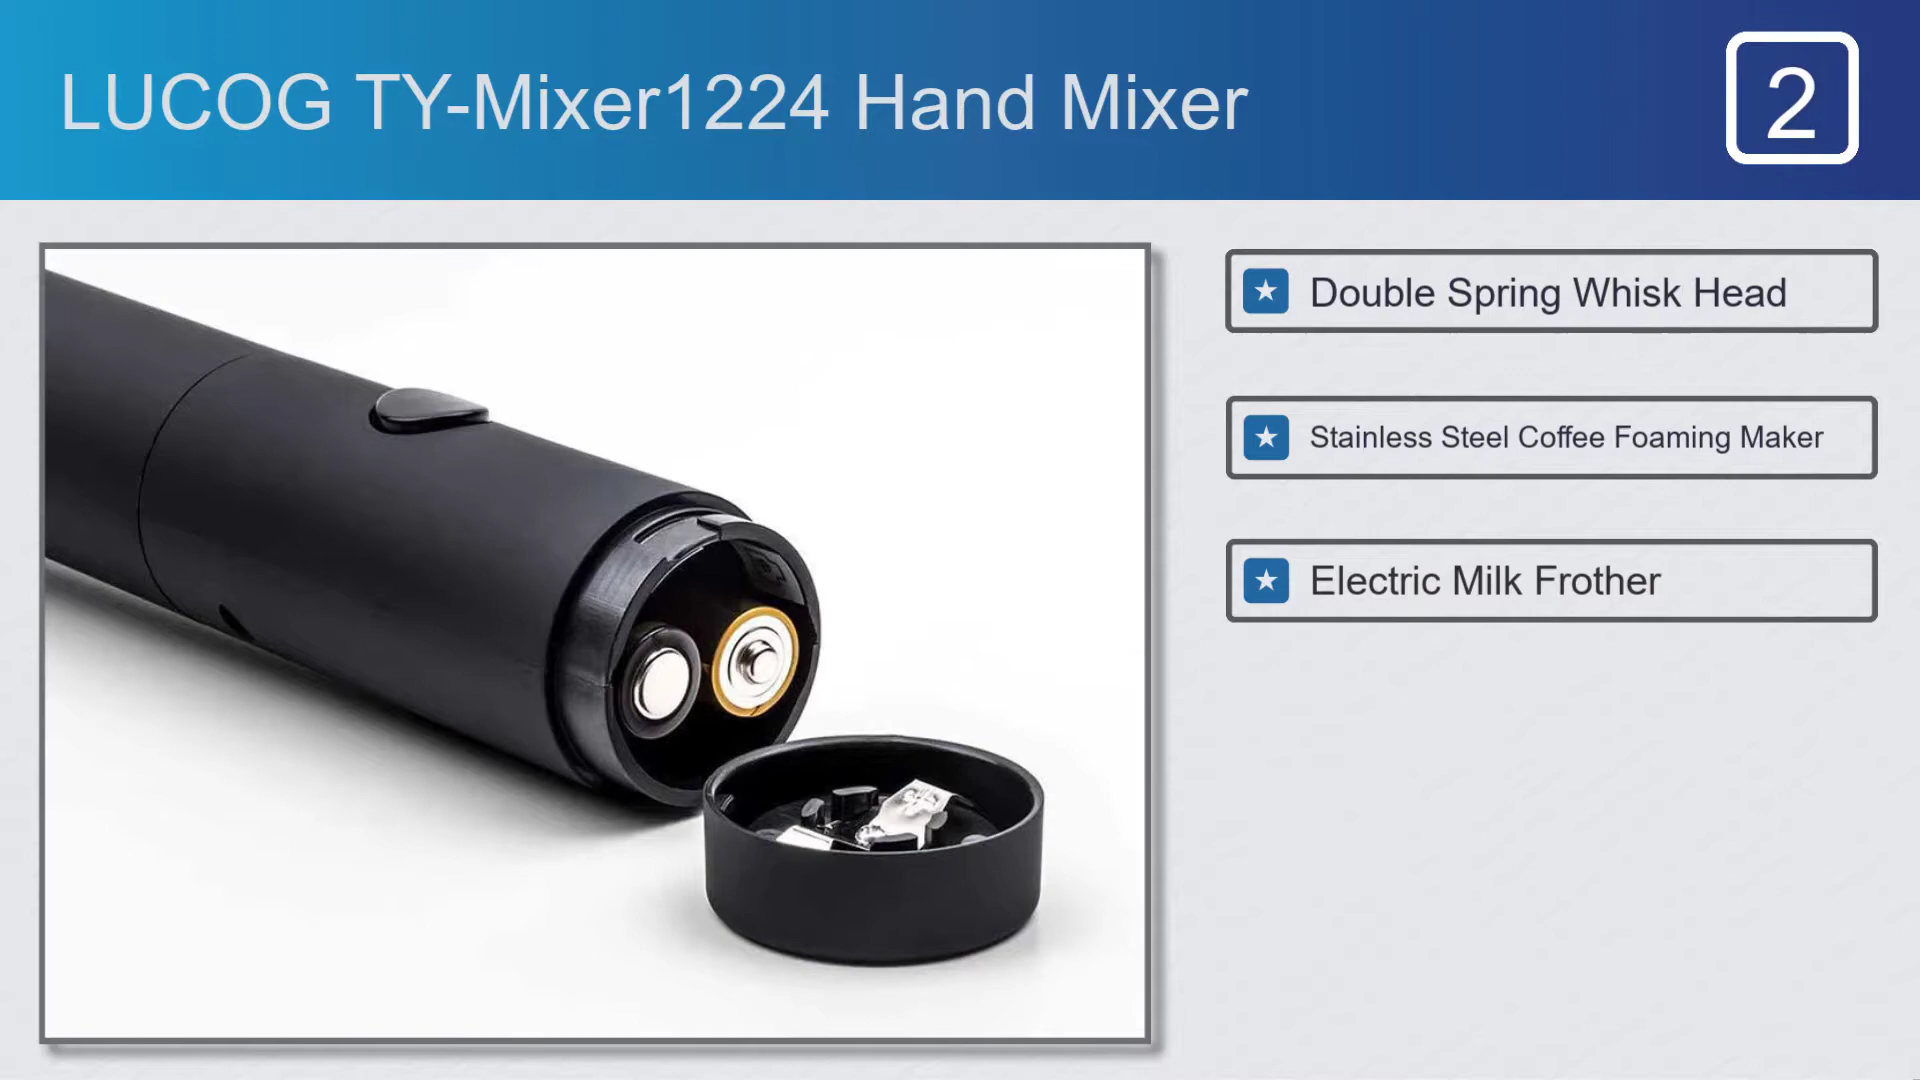 LUCOG TY-Mixer1224 Hand Mixer
2
Double Spring Whisk Head
Stainless Steel Coffee Foaming Maker
Electric Milk Frother